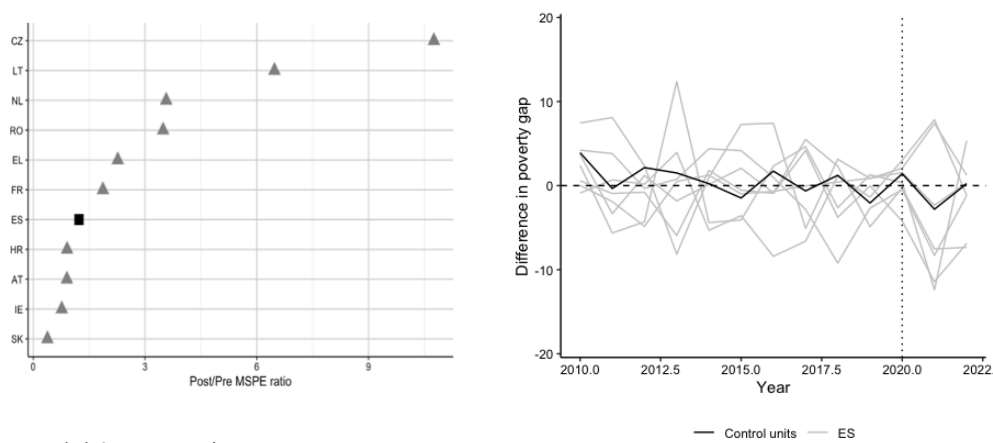 CZ
LT
NL
RO
EL
FR
ES
HR
AT
IE
SK
0 3 6 9
Post/Pre MSPE ratio
Difference in poverty gap
20
10
0
-10
-20
2010.0 2012.5 2015.0 2017.5 2020.0 2022.
Year
Control units ES